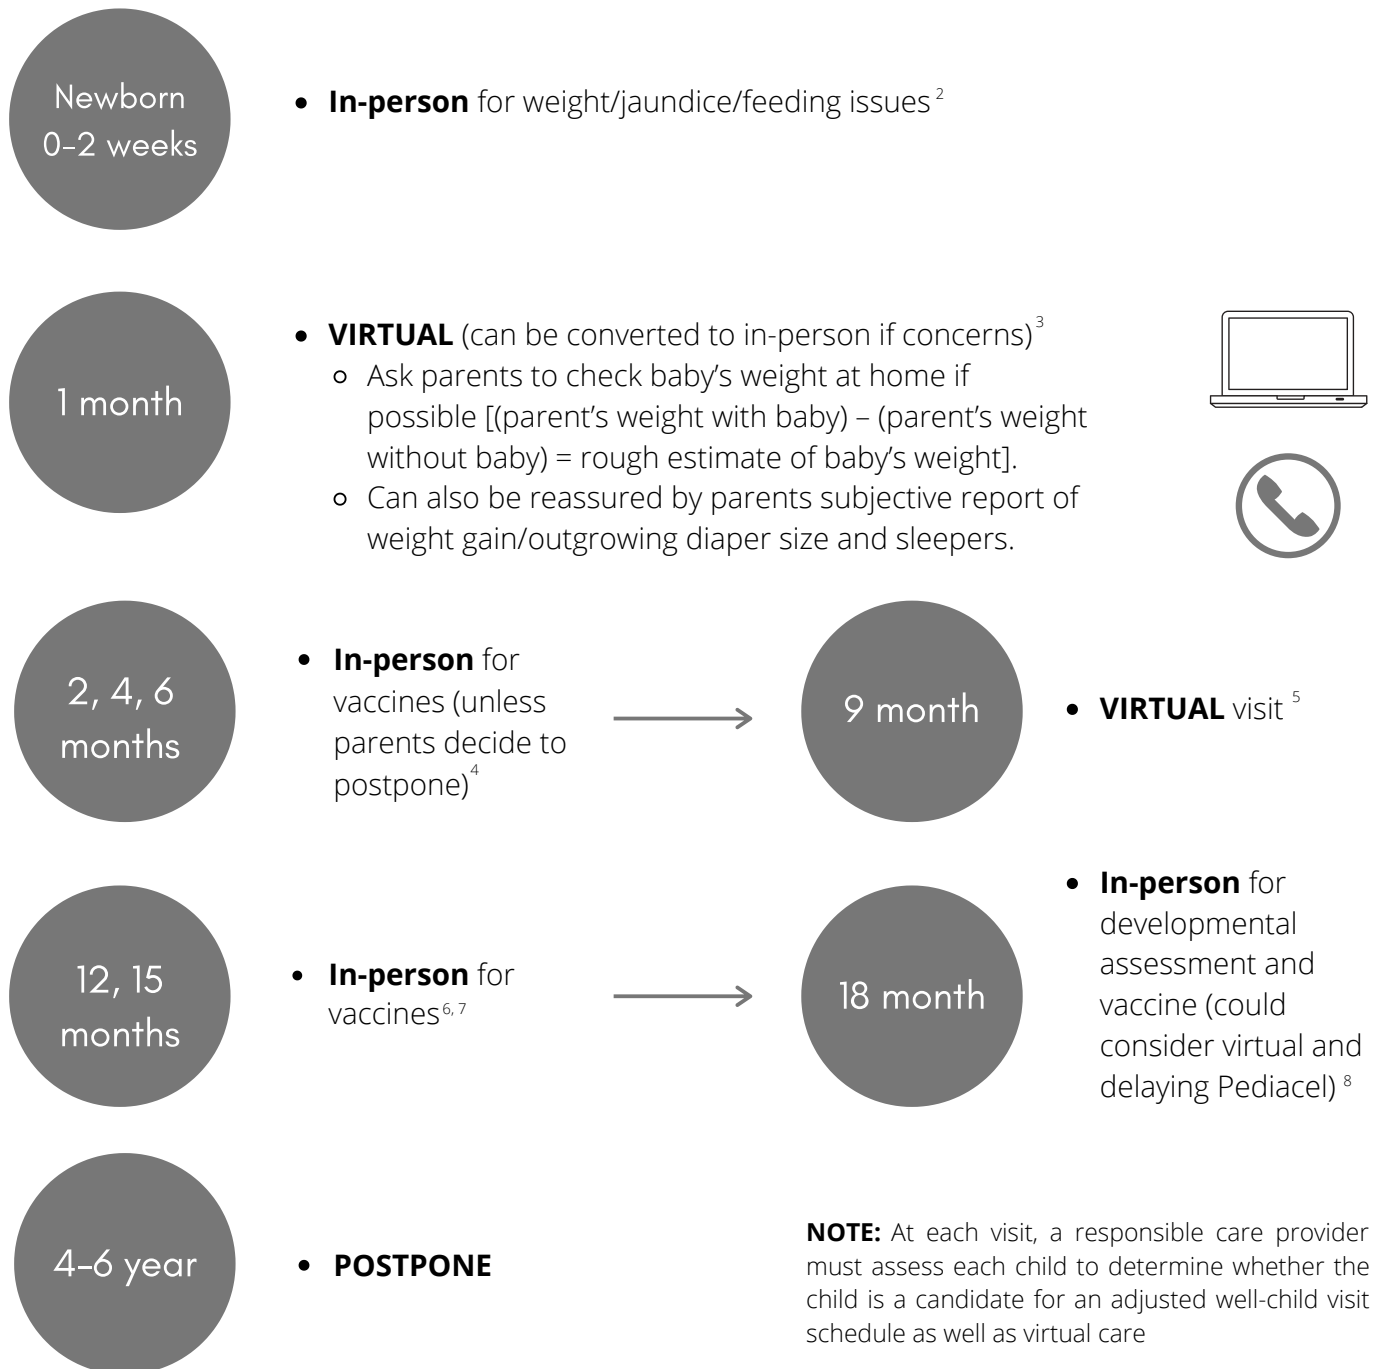 Newborn
0-2 weeks
• In-person for weight/jaundice/feeding issues 2
1 month
• VIRTUAL (can be converted to in-person if concerns) 3
○ Ask parents to check baby’s weight at home if
possible [(parent’s weight with baby) – (parent’s weight
without baby) = rough estimate of baby’s weight].
○ Can also be reassured by parents subjective report of
weight gain/outgrowing diaper size and sleepers.
2, 4, 6
months
• In-person for
vaccines (unless
parents decide to
postpone) 4
9 month
• VIRTUAL visit 5
12, 15
months
• In-person for
vaccines 6, 7
18 month
• In-person for
developmental
assessment and
vaccine (could
consider virtual and
delaying Pediacel) 8
4-6 year
• POSTPONE
NOTE: At each visit, a responsible care provider
must assess each child to determine whether the
child is a candidate for an adjusted well-child visit
schedule as well as virtual care